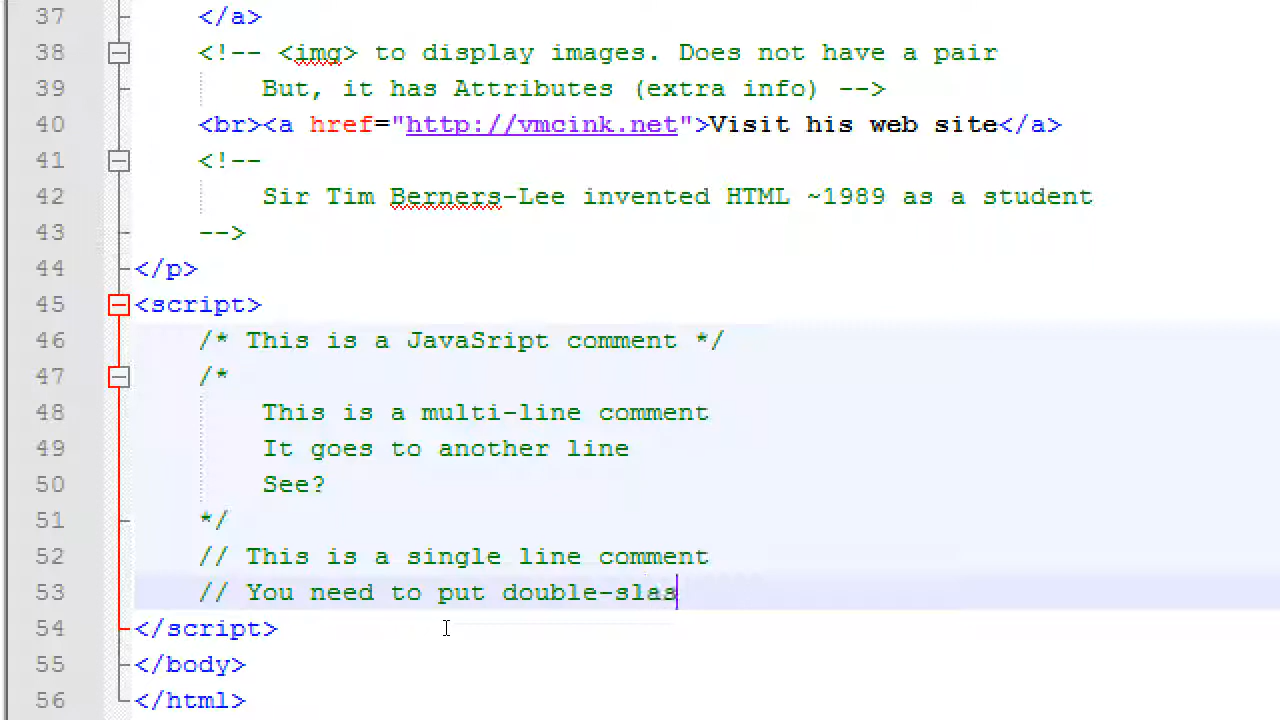 37 </a>
38 <!-- <img> to display images. Does not have a pair
39 But, it has Attributes (extra info) -->
40 <br><a href="http://vmcink.net">Visit his web site</a>
41 <!--
42 Sir Tim Berners-Lee invented HTML ~1989 as a student
43 -->
44 </p>
45 <script>
46 /* This is a JavaSript comment */
47 /*
48 This is a multi-line comment
49 It goes to another line
50 See?
51 */
52 // This is a single line comment
53 // You need to put double-slas
54 </script>
55 </body>
56 </html>